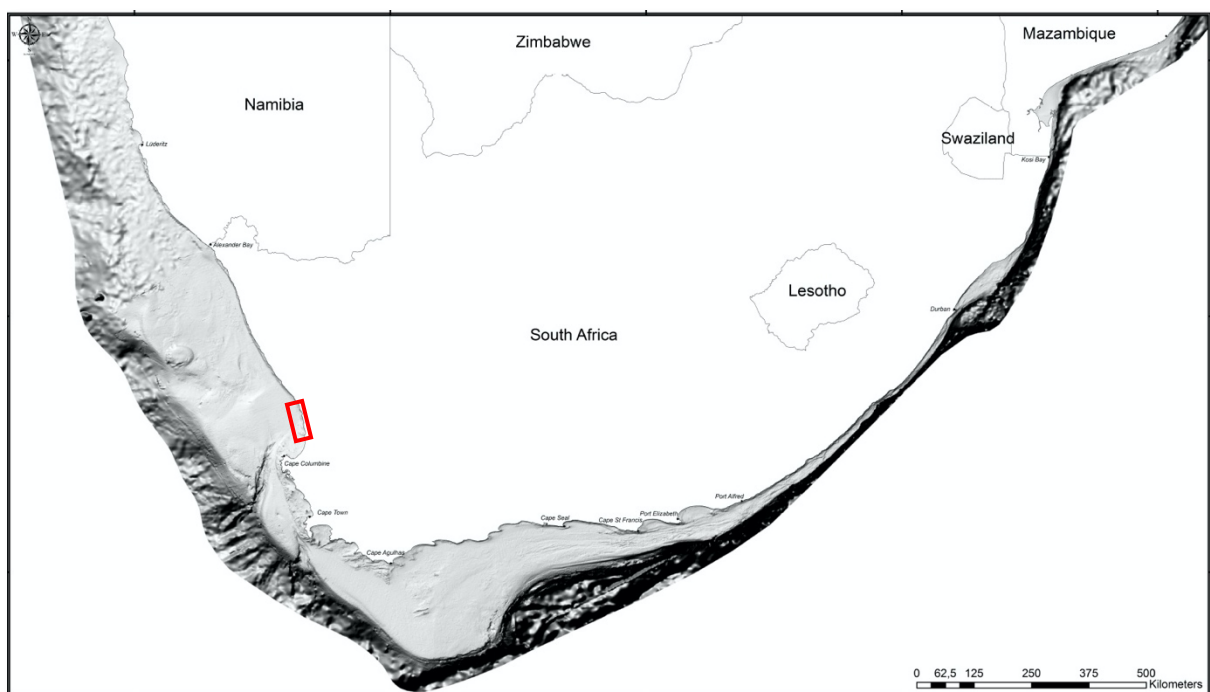 Zimbabwe
Mazambique
Namibia
Swaziland
Lüderitz
Kosi Bay
Alexander Bay
Lesotho
Durban
South Africa
Cape Columbine
Port Alfred
Cape Town
Cape Seal
Cape St Francis
Port Elizabeth
Cape Agulhas
0 62,5 125 250 375 500
Kilometers